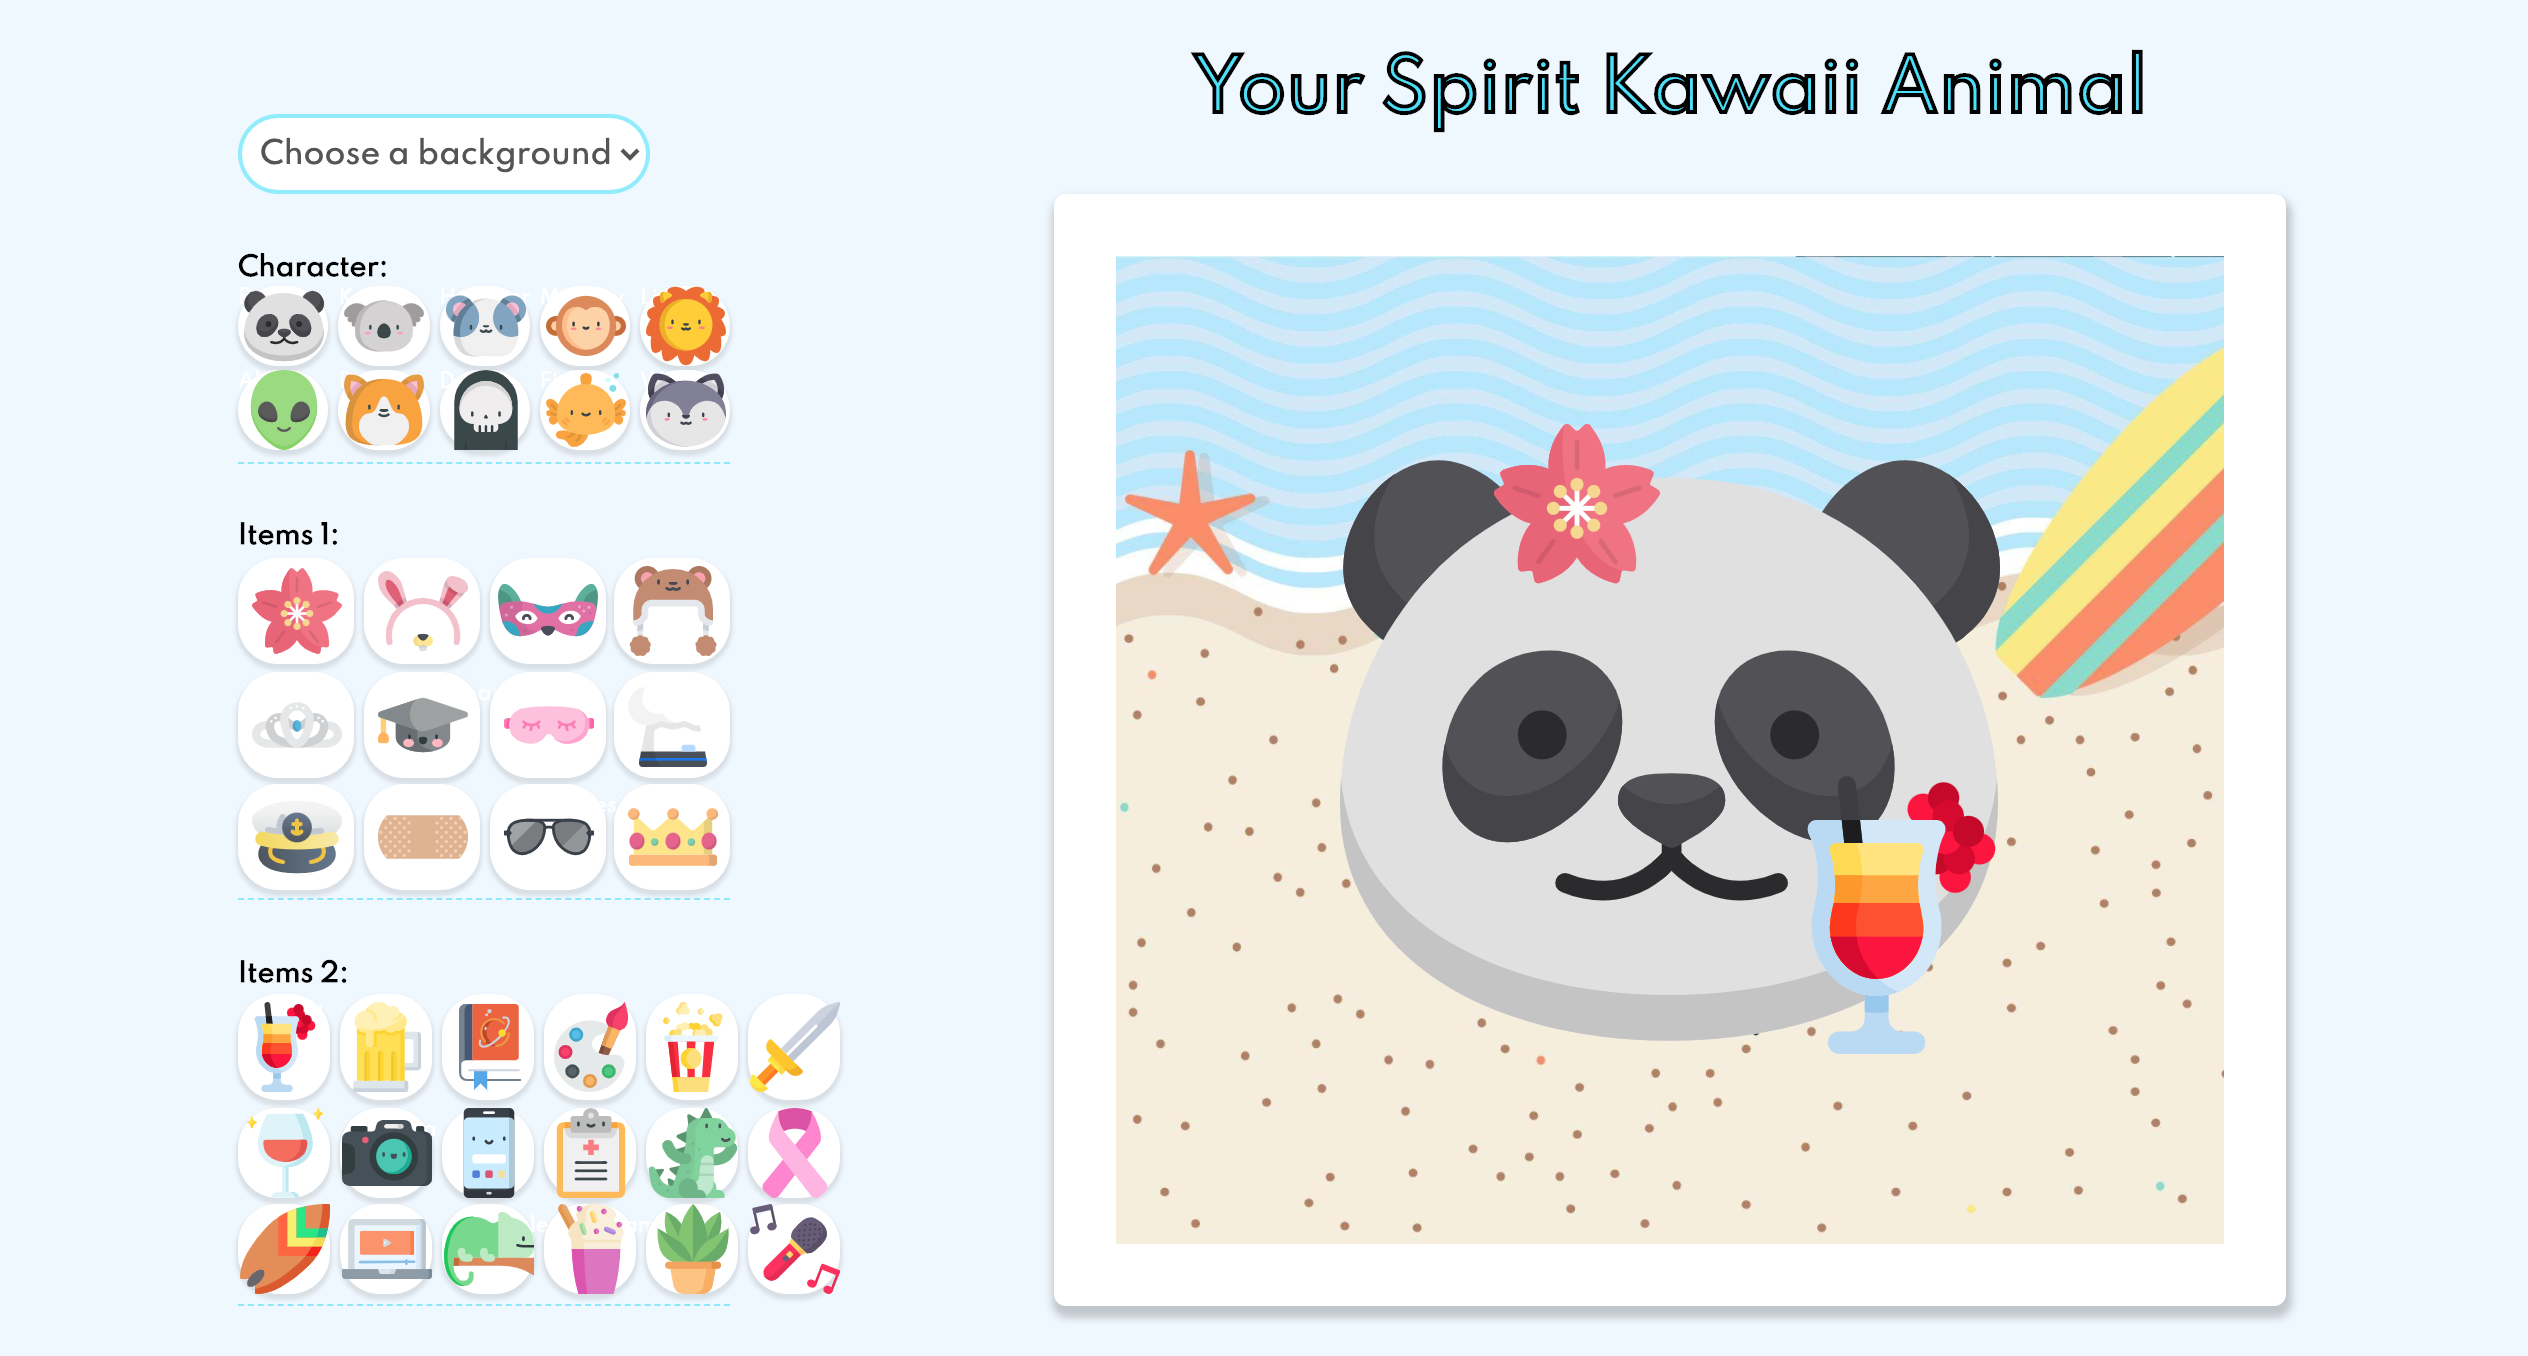 Your Spirit Kawaii Animal
Choose a background
Character:
Items 1:
Items 2: